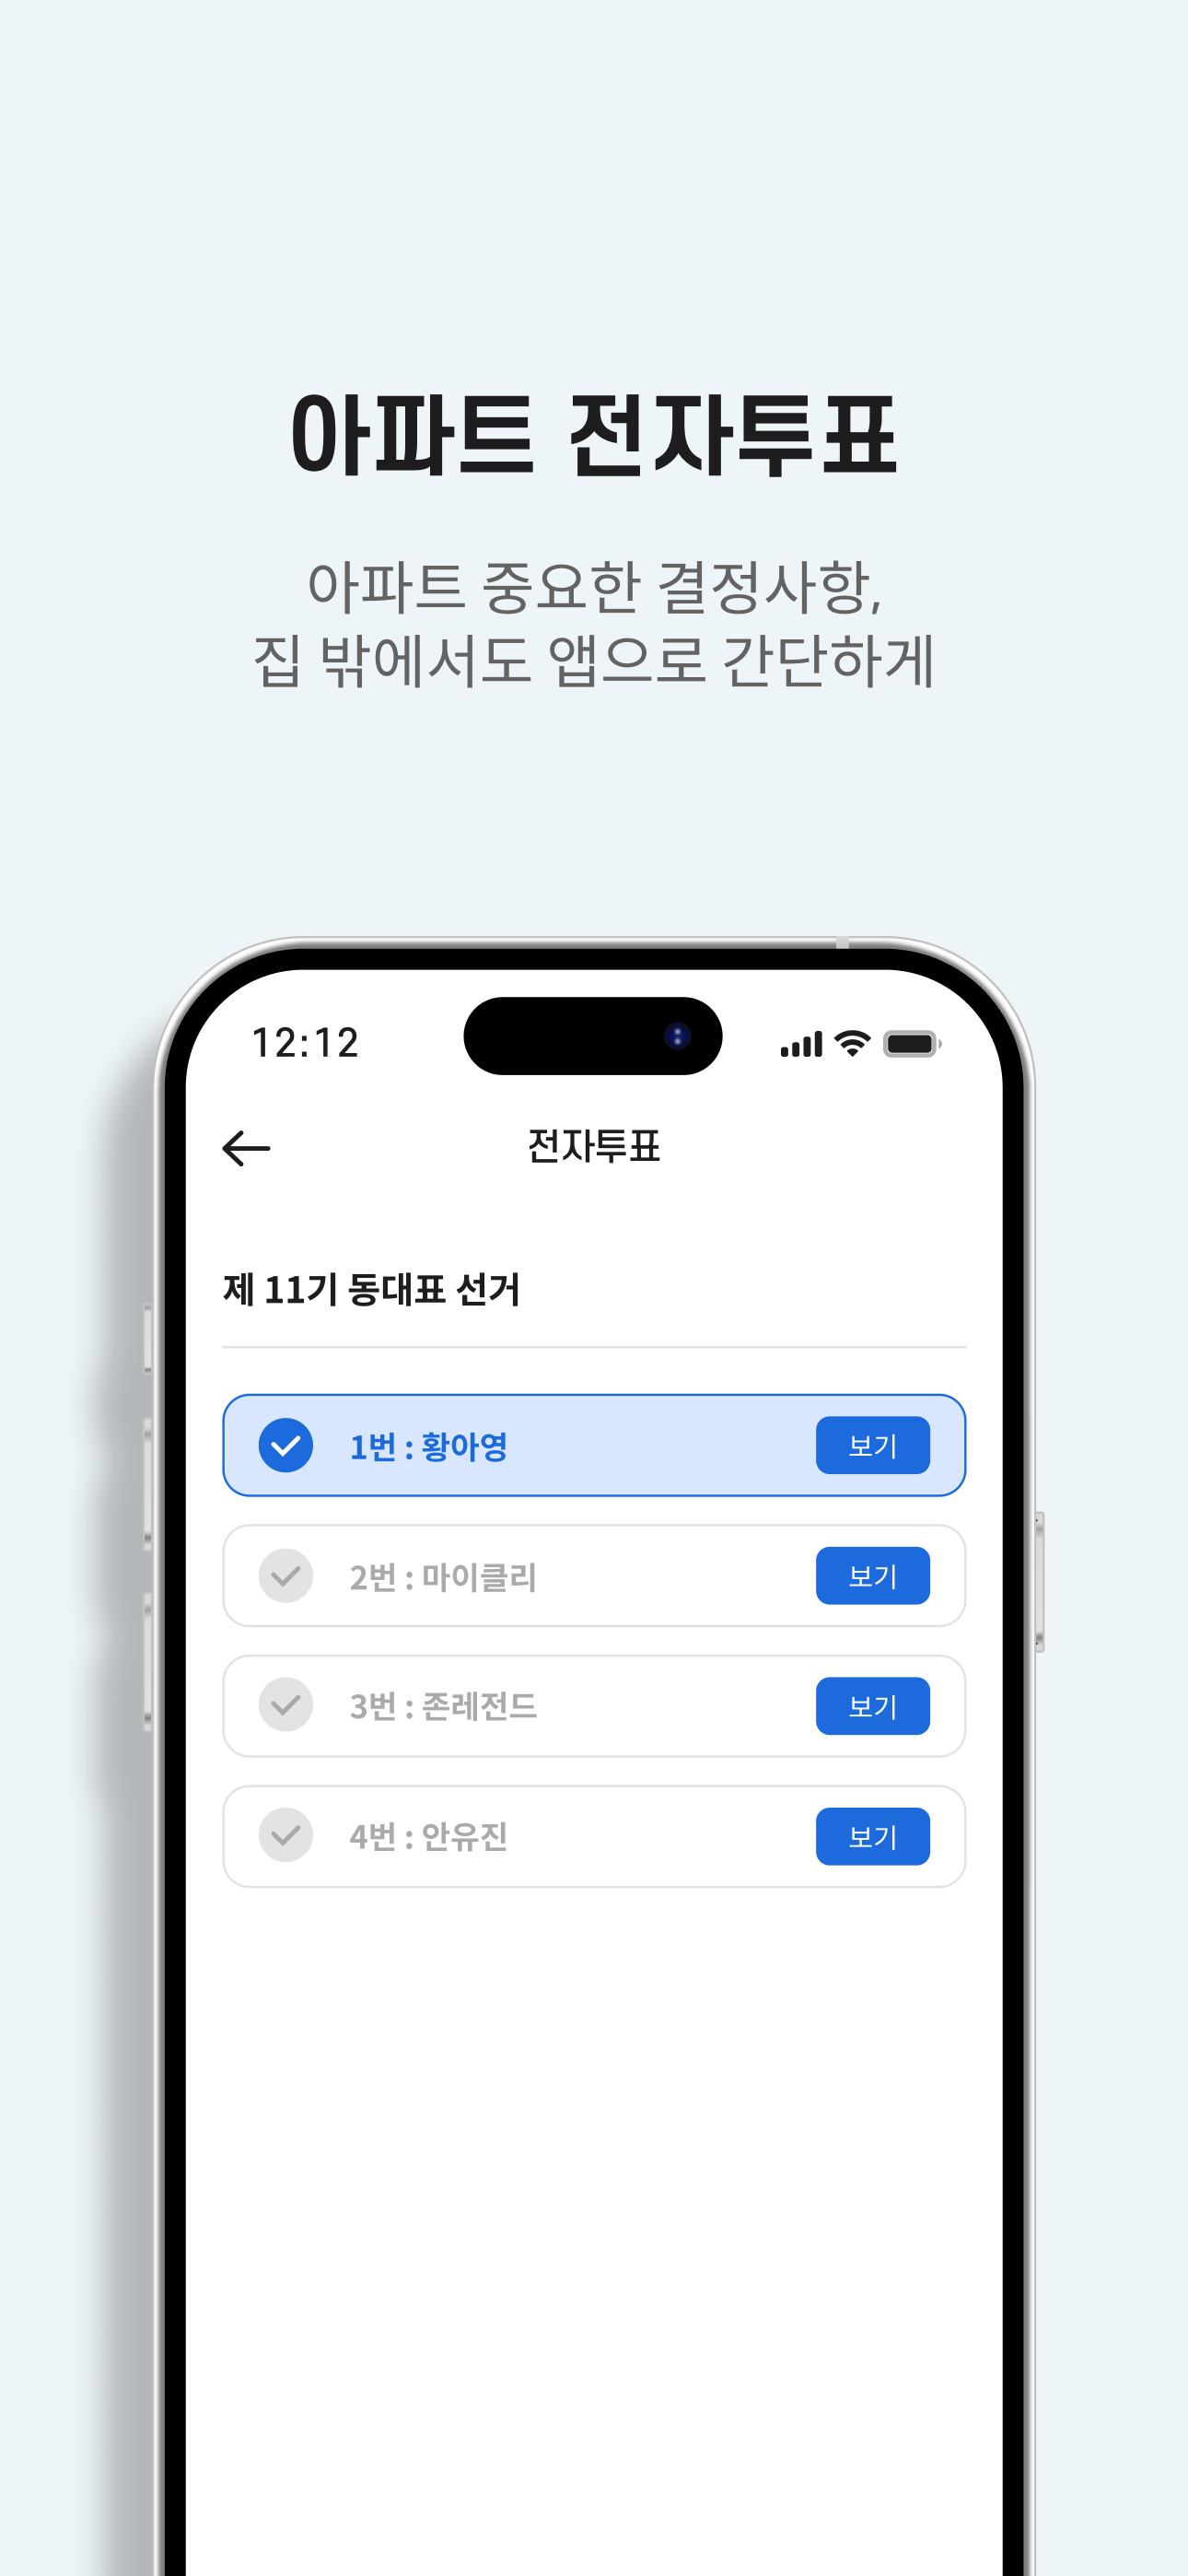 아파트 전자투표
아파트 중요한 결정사항,
집 밖에서도 앱으로 간단하게
12:12
전자투표
제 11기 동대표 선거
1번 : 황아영
보기
2번 : 마이클리
보기
3번 : 존레전드
보기
4번 : 안유진
보기